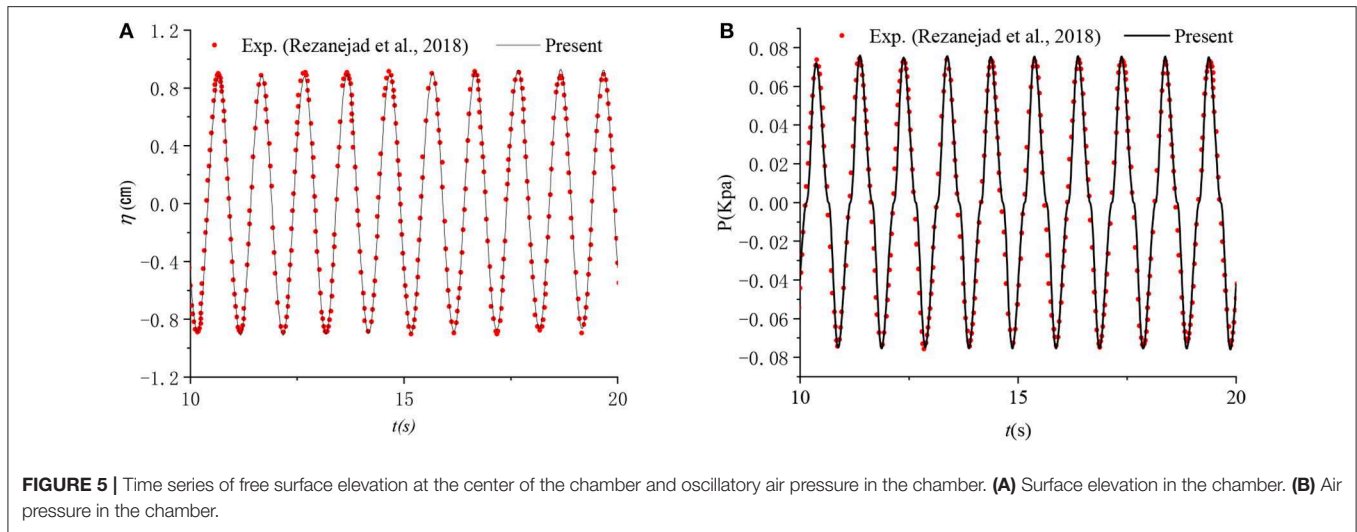 A
Exp. (Rezanejad et al., 2018)
Present
1.2
0.8
0.4
0.0
-0.4
-0.8
-1.2
η (cm)
10
15
20
t(s)
B
Exp. (Rezanejad et al., 2018)
Present
0.08
0.04
0.02
0.00
-0.02
-0.04
-0.06
-0.08
P(Kpa)
10
15
20
t(s)
FIGURE 5 | Time series of free surface elevation at the center of the chamber and oscillatory air pressure in the chamber. (A) Surface elevation in the chamber. (B) Air
pressure in the chamber.